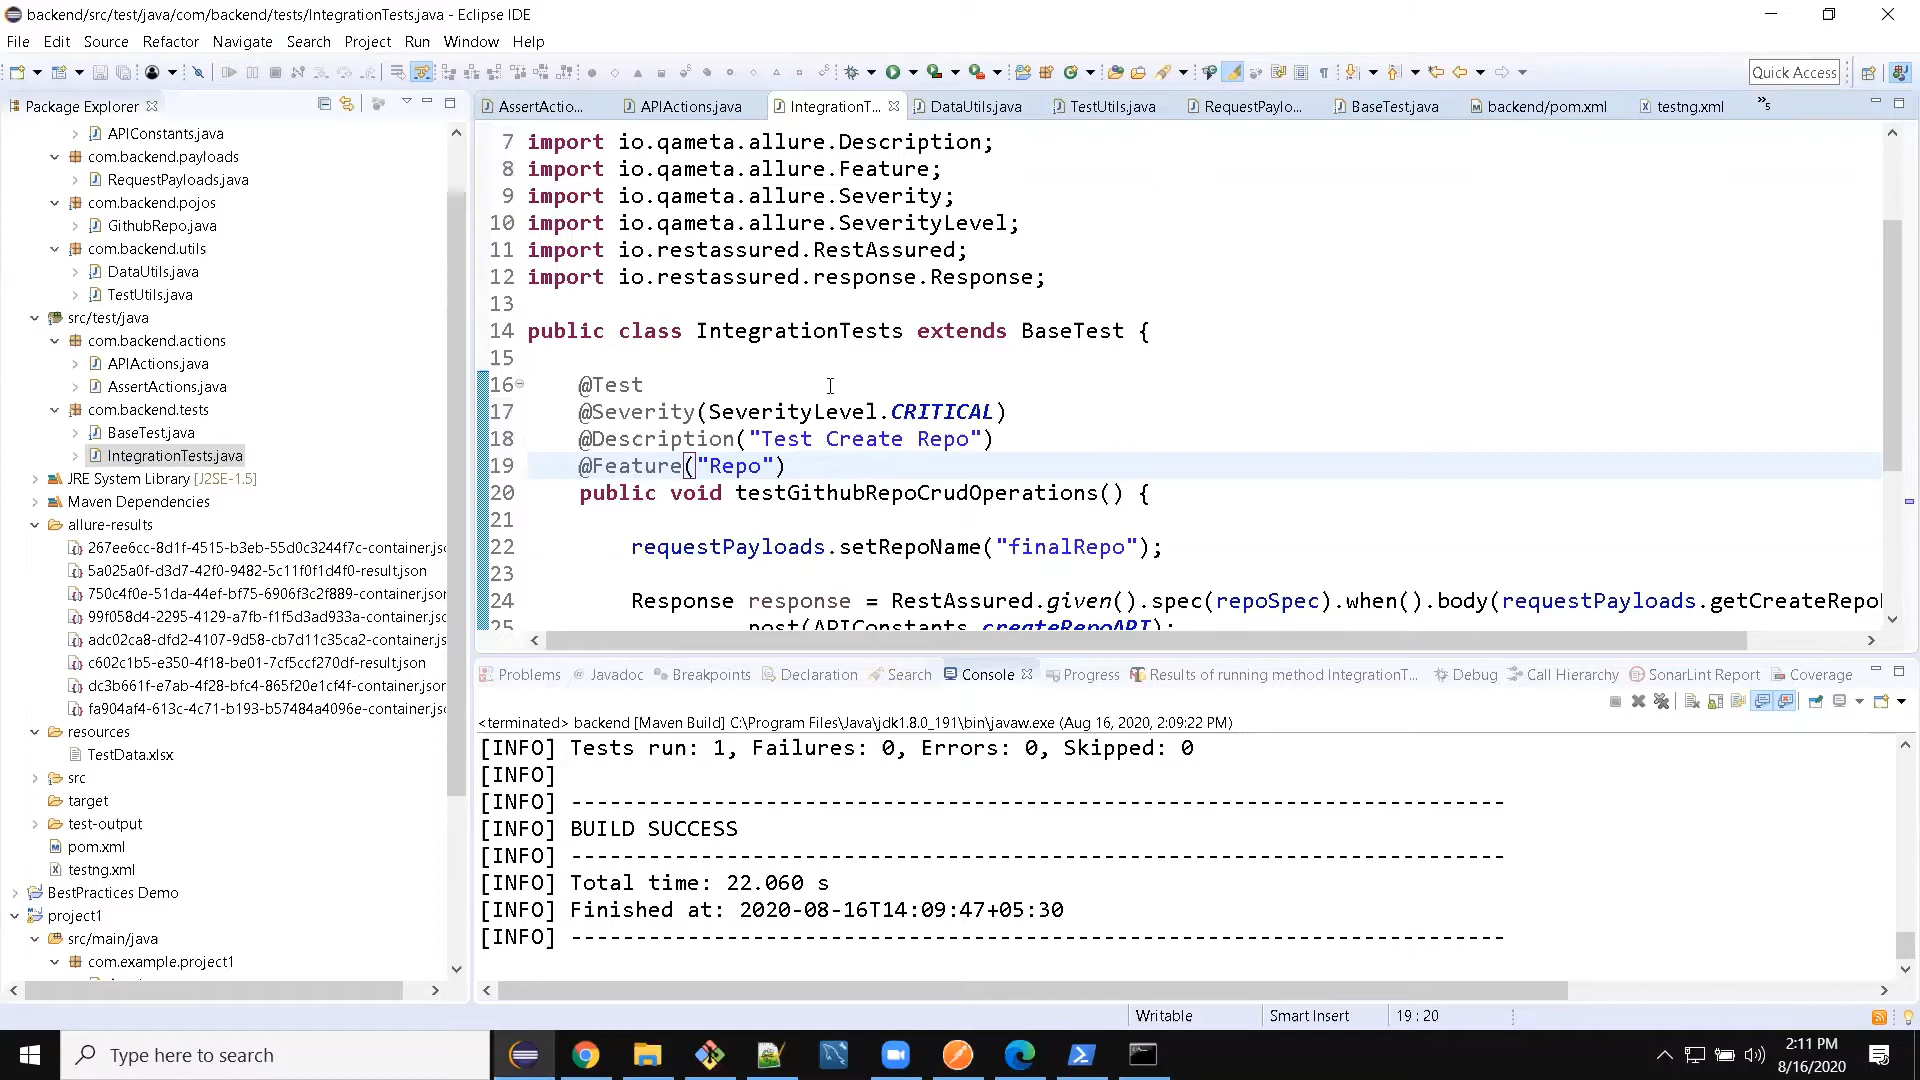 backend/src/test/java/com/backend/tests/IntegrationTests.java - Eclipse IDE
File Edit Source Refactor Navigate Search Project Run Window Help
Quick Access
Package Explorer
APIConstants.java
com.backend.payloads
RequestPayloads.java
com.backend.pojos
GithubRepo.java
com.backend.utils
DataUtils.java
TestUtils.java
src/test/java
com.backend.actions
APIActions.java
AssertActions.java
com.backend.tests
BaseTest.java
IntegrationTests.java
JRE System Library [J2SE-1.5]
Maven Dependencies
allure-results
267ee6cc-8d1f-4515-b3eb-55d0c3244f7c-container.jsc
5a025a0f-d3d7-42f0-9482-5c11f0f1d4f0-result.json
750c4f0e-51da-44ef-bf75-6906f3c2f889-container.jsc
99f058d4-2295-4129-a7fb-f1f5d3ad933a-container.jsc
adc02ca8-dfd2-4107-9d58-cb7d11c35ca2-container.jsc
c602c1b5-e350-4f18-be01-7cf5ccf270df-result.json
dc3b661f-e7ab-4f28-bfc4-865f20e1cf4f-container.jsc
fa904af4-613c-4c71-b193-b57484a4096e-container.jsc
resources
TestData.xlsx
src
target
test-output
pom.xml
testng.xml
BestPractices Demo
project1
src/main/java
com.example.project1
AssertActio... APIActions.java IntegrationT... DataUtils.java TestUtils.java RequestPaylo... BaseTest.java backend/pom.xml testng.xml »5
7 import io.qameta.allure.Description;
8 import io.qameta.allure.Feature;
9 import io.qameta.allure.Severity;
10 import io.qameta.allure.SeverityLevel;
11 import io.restassured.RestAssured;
12 import io.restassured.response.Response;
13
14 public class IntegrationTests extends BaseTest {
15
16 @Test
17 @Severity(SeverityLevel.CRITICAL)
18 @Description("Test Create Repo")
19 @Feature("Repo")
20 public void testGithubRepoCrudOperations() {
21
22 requestPayloads.setRepoName("finalRepo");
23
24 Response response = RestAssured.given().spec(repoSpec).when().body(requestPayloads.getCreateRepo
25 post(APIConstants.createRepoAPI);
Problems Javadoc Breakpoints Declaration Search Console Progress Results of running method IntegrationT... Debug Call Hierarchy SonarLint Report Coverage
<terminated> backend [Maven Build] C:\Program Files\Java\jdk1.8.0_191\bin\javaw.exe (Aug 16, 2020, 2:09:22 PM)
[INFO] Tests run: 1, Failures: 0, Errors: 0, Skipped: 0
[INFO]
[INFO] ------------------------------------------------------------------------
[INFO] BUILD SUCCESS
[INFO] ------------------------------------------------------------------------
[INFO] Total time: 22.060 s
[INFO] Finished at: 2020-08-16T14:09:47+05:30
[INFO] ------------------------------------------------------------------------
Writable Smart Insert 19 : 20
Type here to search
2:11 PM
8/16/2020